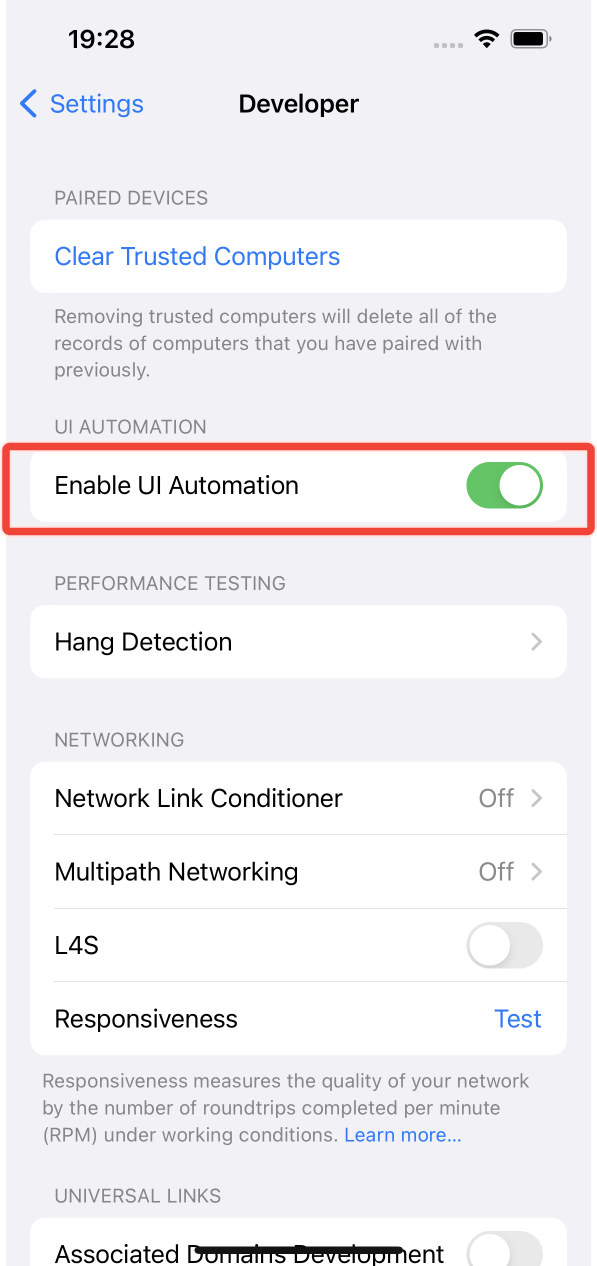 19:28
Settings
Developer
PAIRED DEVICES
Clear Trusted Computers
Removing trusted computers will delete all of the
records of computers that you have paired with
previously.
UI AUTOMATION
Enable UI Automation
PERFORMANCE TESTING
Hang Detection
NETWORKING
Network Link Conditioner Off
Multipath Networking Off
L4S
Responsiveness Test
Responsiveness measures the quality of your network
by the number of roundtrips completed per minute
(RPM) under working conditions. Learn more...
UNIVERSAL LINKS
Associated Domains Development